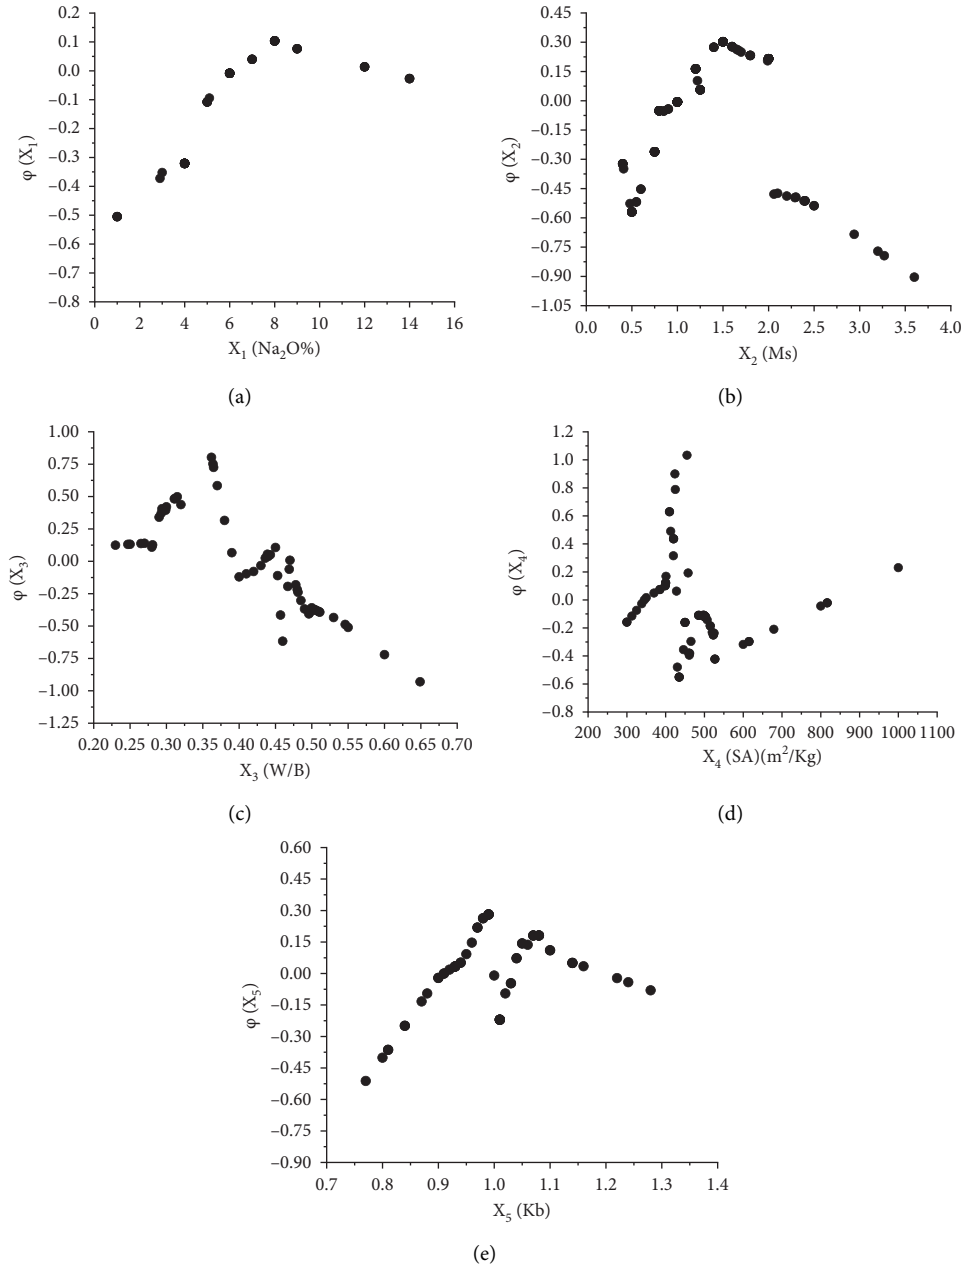 0.2
0.1
0.0
–0.1
–0.2
–0.3
–0.4
–0.5
–0.6
–0.7
–0.8
φ (X1)
0 2 4 6 8 10 12 14 16
X1 (Na2O%)
(a)
0.45
0.30
0.15
0.00
–0.15
–0.30
–0.45
–0.60
–0.75
–0.90
–1.05
φ (X2)
0.0 0.5 1.0 1.5 2.0 2.5 3.0 3.5 4.0
X2 (Ms)
(b)
1.00
0.75
0.50
0.25
0.00
–0.25
–0.50
–0.75
–1.00
–1.25
φ (X3)
0.20 0.25 0.30 0.35 0.40 0.45 0.50 0.55 0.60 0.65 0.70
X3 (W/B)
(c)
1.2
1.0
0.8
0.6
0.4
0.2
0.0
–0.2
–0.4
–0.6
–0.8
φ (X4)
200 300 400 500 600 700 800 900 1000 1100
X4 (SA)(m²/Kg)
(d)
0.60
0.45
0.30
0.15
0.00
–0.15
–0.30
–0.45
–0.60
–0.75
–0.90
φ (X5)
0.7 0.8 0.9 1.0 1.1 1.2 1.3 1.4
X5 (Kb)
(e)